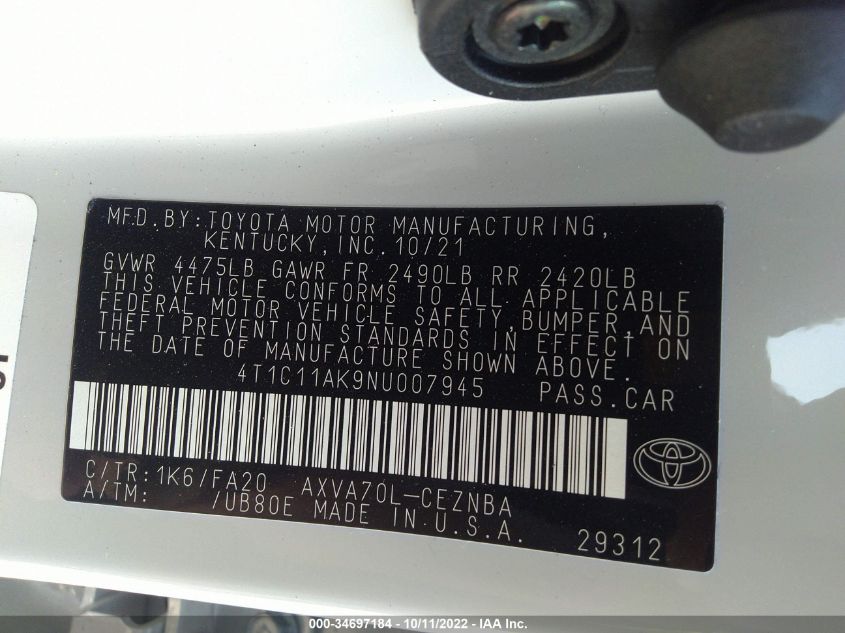 MFD.BY:TOYOTA MOTOR MANUFACTURING,
KENTUCKY,INC.10/21
GVWR 4475LB GAWR FR 2490LB RR 2420LB
THIS VEHICLE CONFORMS TO ALL APPLICABLE
FEDERAL MOTOR VEHICLE SAFETY,BUMPER,AND
THEFT PREVENTION STANDARDS IN EFFECT ON
THE DATE OF MANUFACTURE SHOWN ABOVE.
4T1C11AK9NU007945 PASS.CAR
C/TR:1K6/FA20 AXVA70L-CEZNBA
A/TM: /UB80E MADE IN U.S.A. 29312
000-34697184 - 10/11/2022 - IAA Inc.